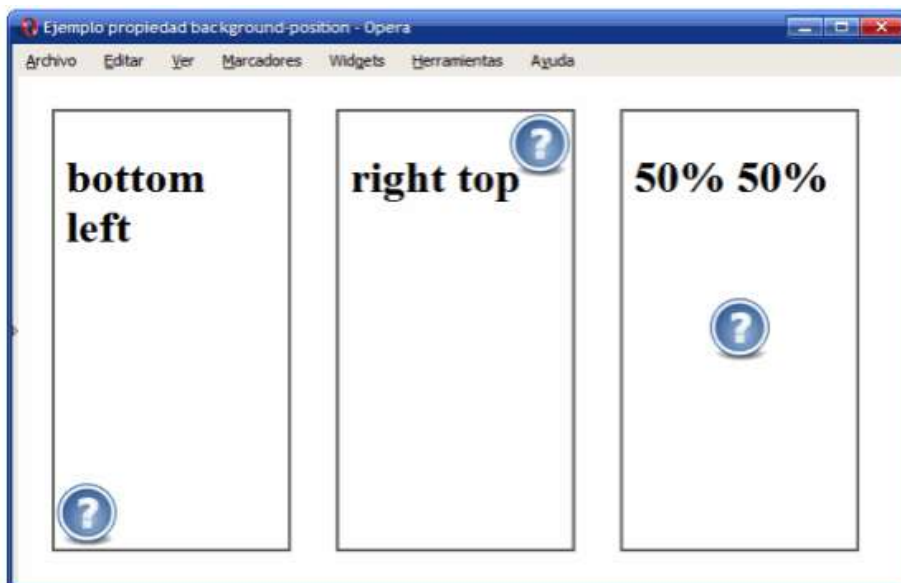 Ejemplo propiedad background-position - Opera
Archivo Editar Ver Marcadores Widgets Herramientas Ayuda
bottom
left
right top
50% 50%
?
?
?